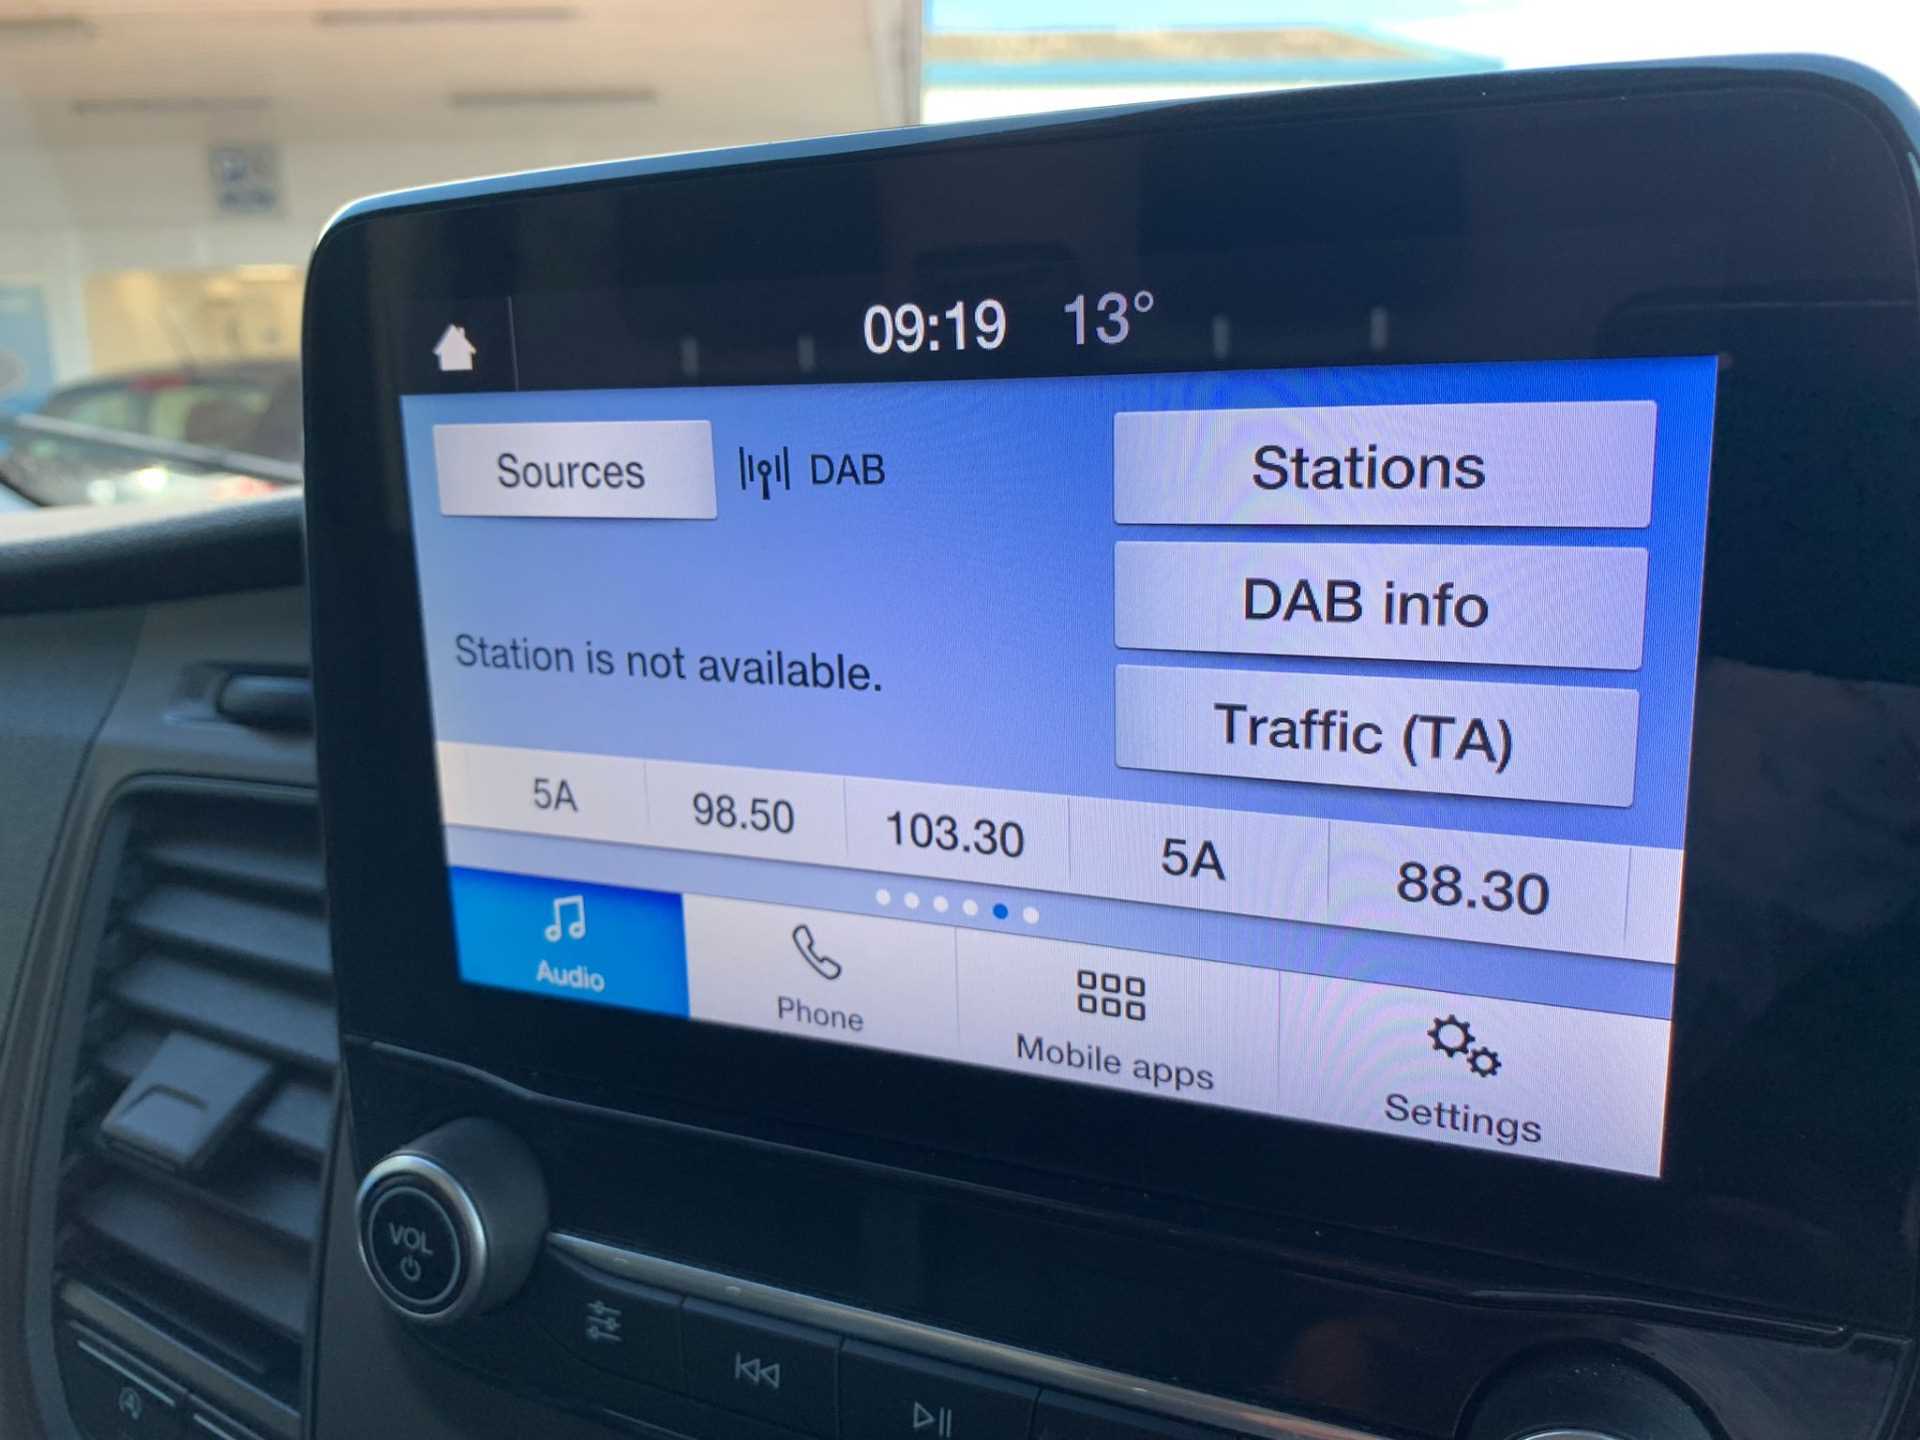 09:19 13°
Sources DAB Stations
DAB info
Station is not available.
Traffic (TA)
5A 98.50 103.30 5A 88.30
Audio Phone Mobile apps Settings
VOL